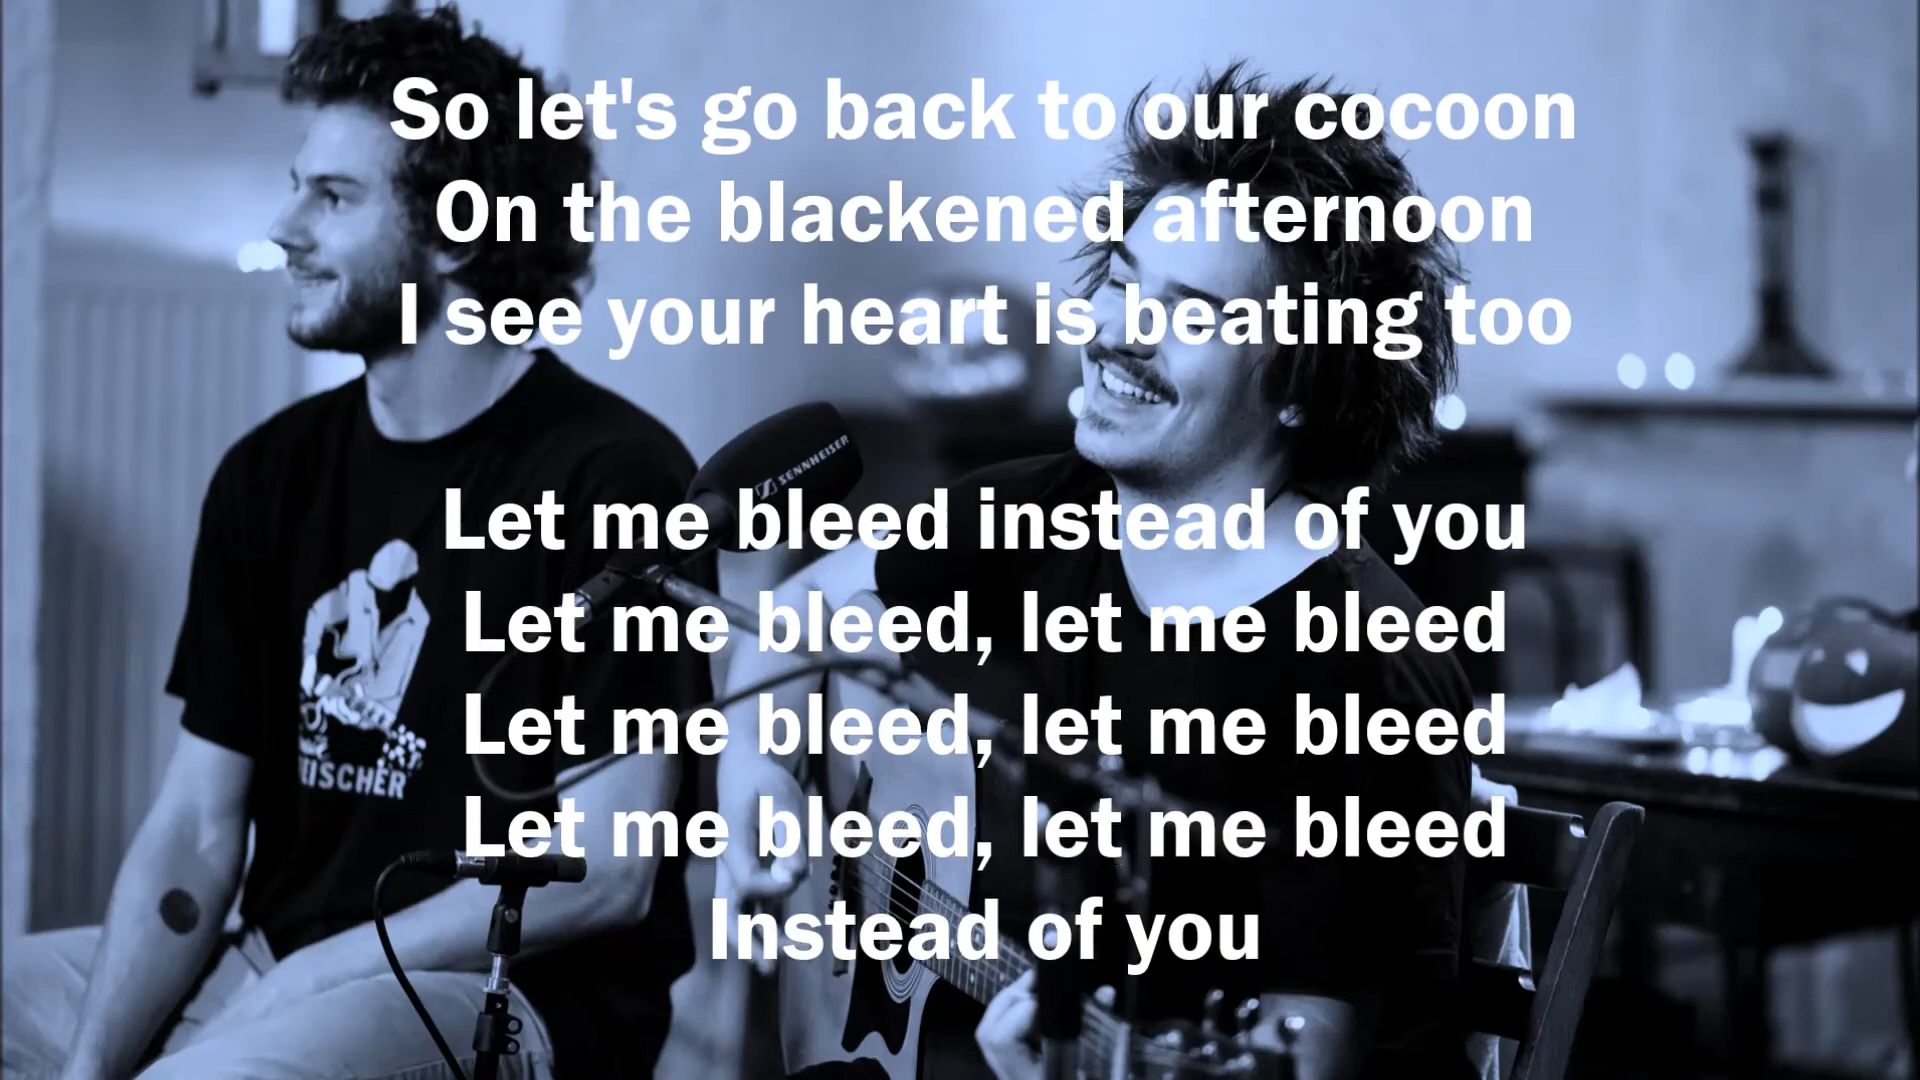 So let's go back to our cocoon
On the blackened afternoon
I see your heart is beating too
SENNHEISER
Let me bleed instead of you
Let me bleed, let me bleed
Let me bleed, let me bleed
EISCHER
Let me bleed, let me bleed
Instead of you